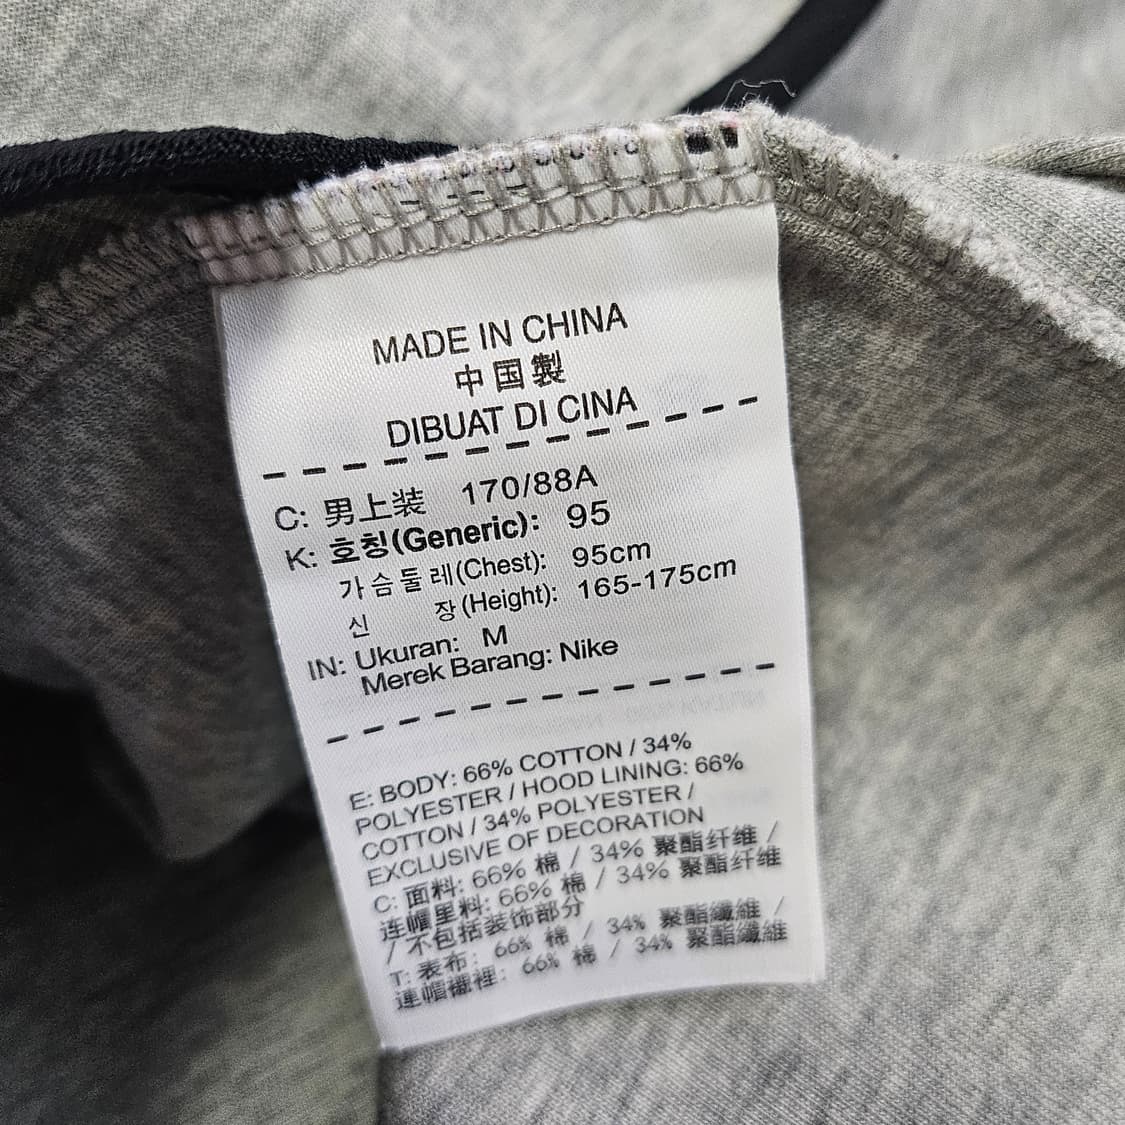 MADE IN CHINA
中国製
DIBUAT DI CINA
C: 男上装 170/88A
K: 호칭(Generic): 95
가슴둘레(Chest): 95cm
신 장(Height): 165-175cm
IN: Ukuran: M
Merek Barang: Nike
E: BODY: 66% COTTON / 34%
POLYESTER / HOOD LINING: 66%
COTTON / 34% POLYESTER /
EXCLUSIVE OF DECORATION
C: 面料: 66% 棉 / 34% 聚酯纤维 /
连帽里料: 66% 棉 / 34% 聚酯纤维
/ 不包括装饰部分
T: 表布: 66% 棉 / 34% 聚酯纖維 /
連帽襯裡: 66% 棉 / 34% 聚酯纖維